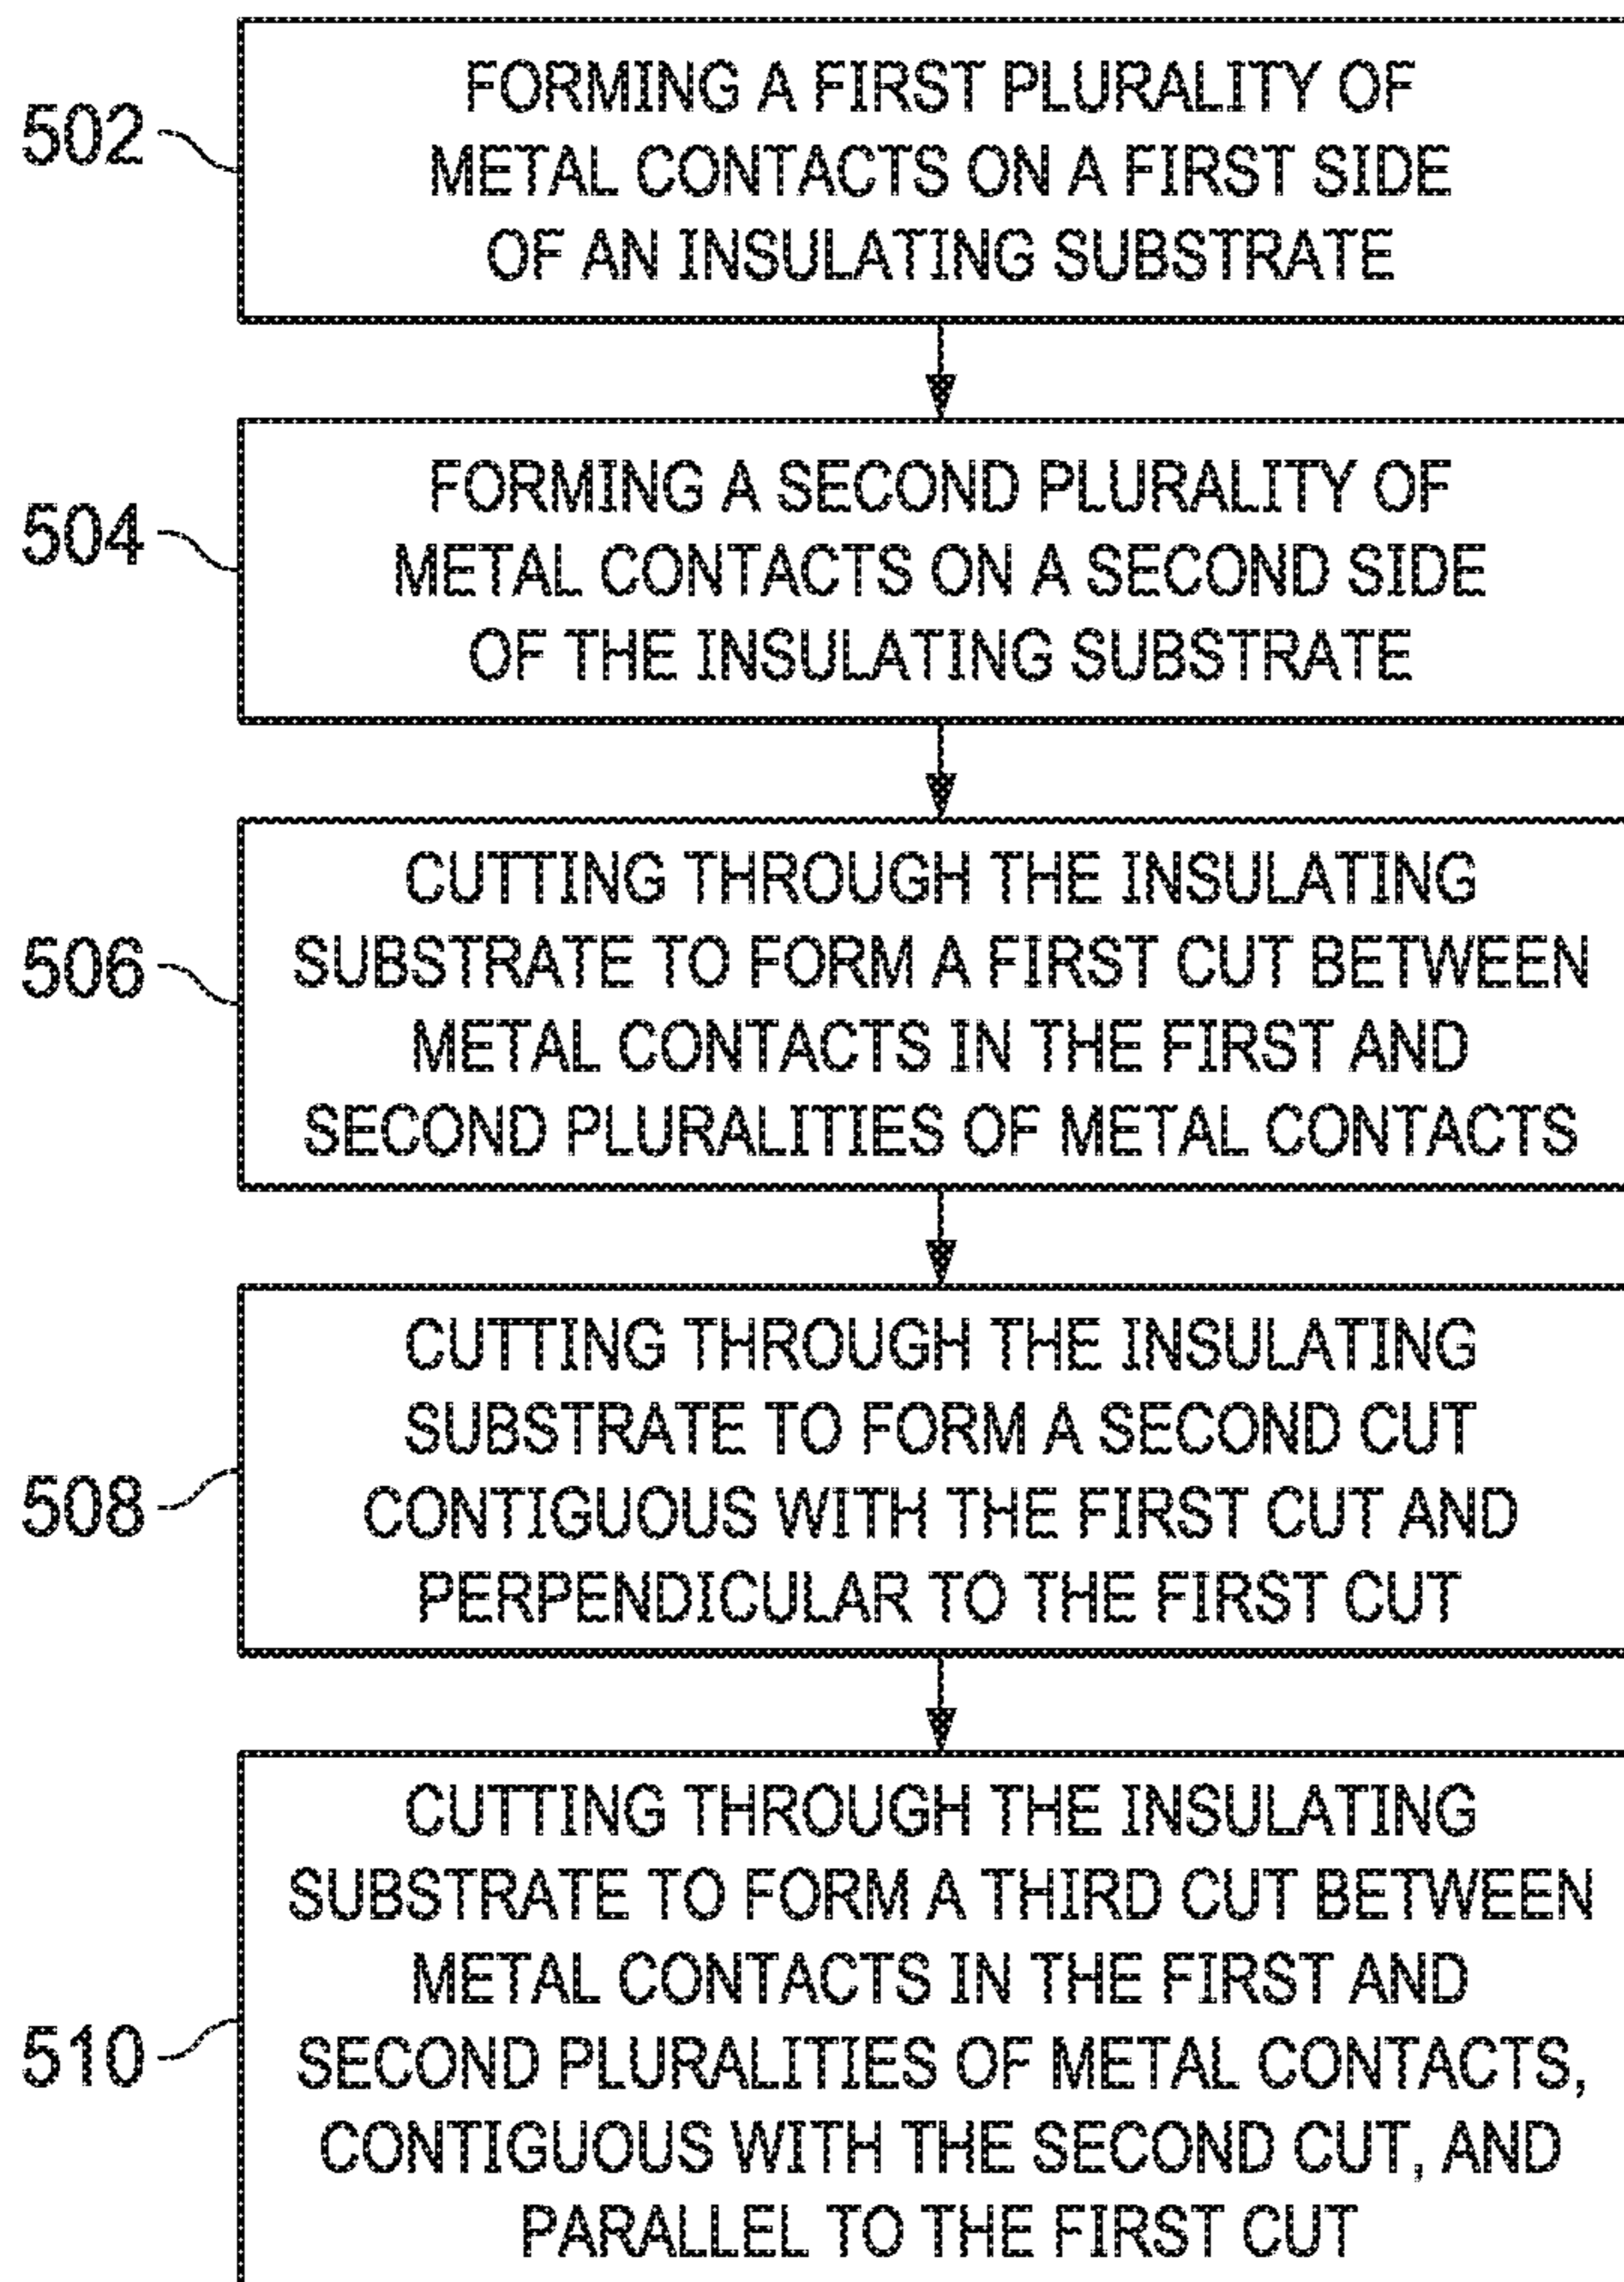 502
FORMING A FIRST PLURALITY OF
METAL CONTACTS ON A FIRST SIDE
OF AN INSULATING SUBSTRATE
504
FORMING A SECOND PLURALITY OF
METAL CONTACTS ON A SECOND SIDE
OF THE INSULATING SUBSTRATE
506
CUTTING THROUGH THE INSULATING
SUBSTRATE TO FORM A FIRST CUT BETWEEN
METAL CONTACTS IN THE FIRST AND
SECOND PLURALITIES OF METAL CONTACTS
508
CUTTING THROUGH THE INSULATING
SUBSTRATE TO FORM A SECOND CUT
CONTIGUOUS WITH THE FIRST CUT AND
PERPENDICULAR TO THE FIRST CUT
510
CUTTING THROUGH THE INSULATING
SUBSTRATE TO FORM A THIRD CUT BETWEEN
METAL CONTACTS IN THE FIRST AND
SECOND PLURALITIES OF METAL CONTACTS,
CONTIGUOUS WITH THE SECOND CUT, AND
PARALLEL TO THE FIRST CUT